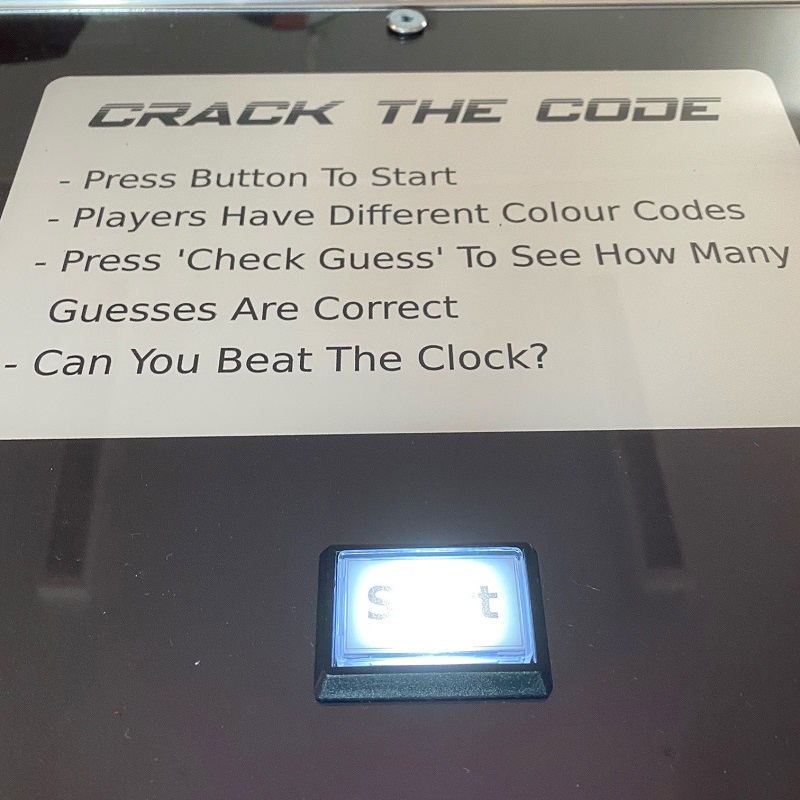 CRACK THE CODE
- Press Button To Start
- Players Have Different Colour Codes
- Press 'Check Guess' To See How Many
Guesses Are Correct
- Can You Beat The Clock?